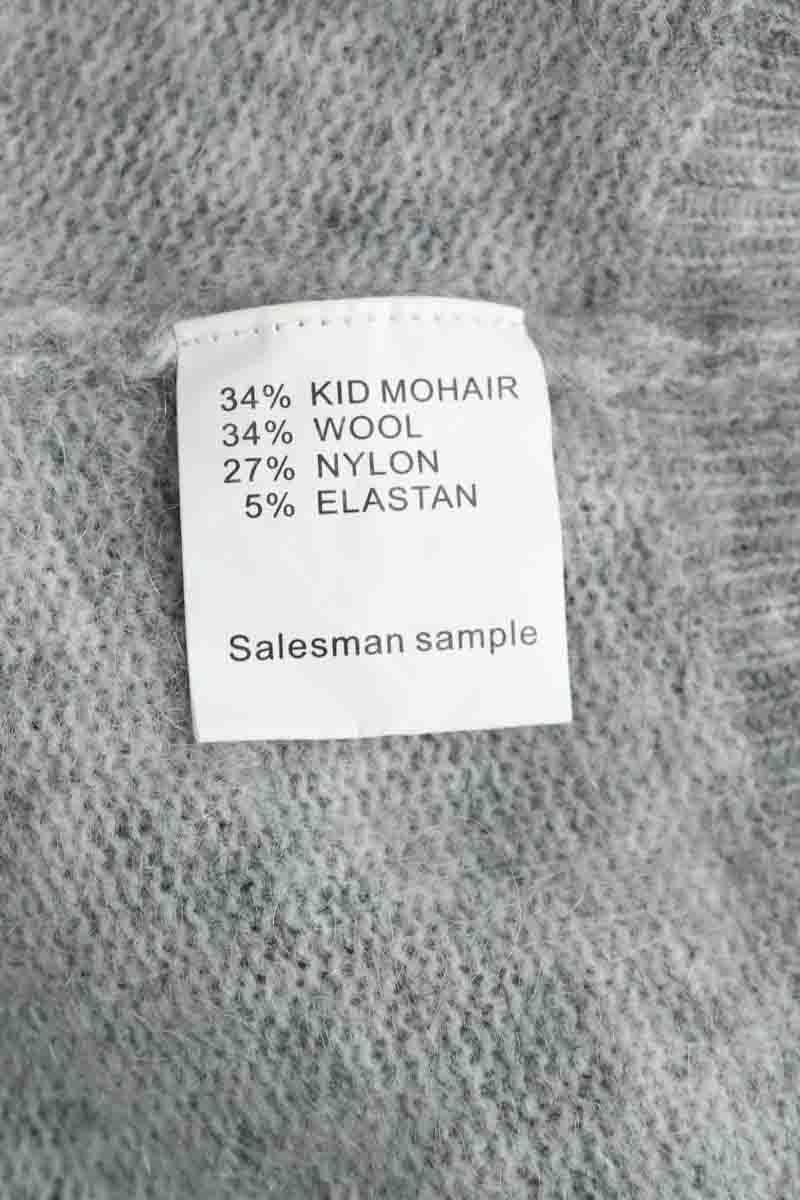 34% KID MOHAIR
34% WOOL
27% NYLON
5% ELASTAN
Salesman sample